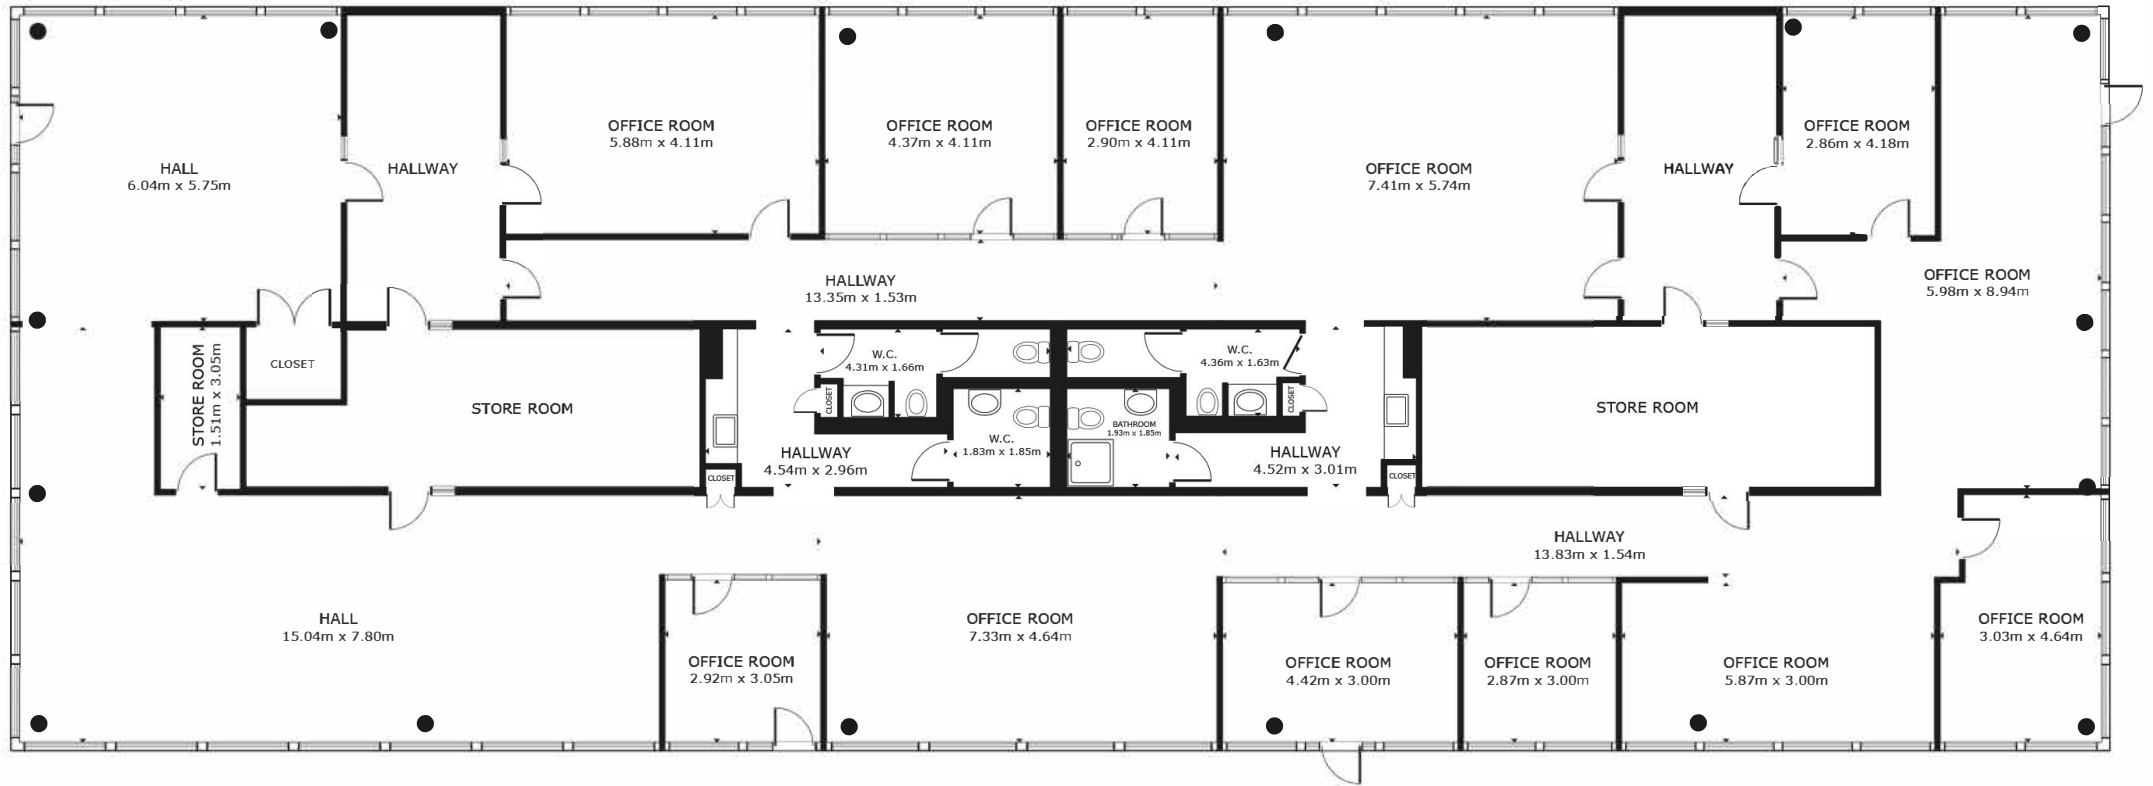 HALL
6.04m x 5.75m
HALLWAY
OFFICE ROOM
5.88m x 4.11m
OFFICE ROOM
4.37m x 4.11m
OFFICE ROOM
2.90m x 4.11m
OFFICE ROOM
7.41m x 5.74m
HALLWAY
OFFICE ROOM
2.86m x 4.18m
HALLWAY
13.35m x 1.53m
OFFICE ROOM
5.98m x 8.94m
STORE ROOM
1.51m x 3.05m
CLOSET
STORE ROOM
W.C.
4.31m x 1.66m
CLOSET
W.C.
4.36m x 1.63m
CLOSET
STORE ROOM
HALLWAY
4.54m x 2.96m
W.C.
1.83m x 1.85m
BATHROOM
1.93m x 1.85m
HALLWAY
4.52m x 3.01m
CLOSET
CLOSET
HALLWAY
13.83m x 1.54m
HALL
15.04m x 7.80m
OFFICE ROOM
2.92m x 3.05m
OFFICE ROOM
7.33m x 4.64m
OFFICE ROOM
4.42m x 3.00m
OFFICE ROOM
2.87m x 3.00m
OFFICE ROOM
5.87m x 3.00m
OFFICE ROOM
3.03m x 4.64m